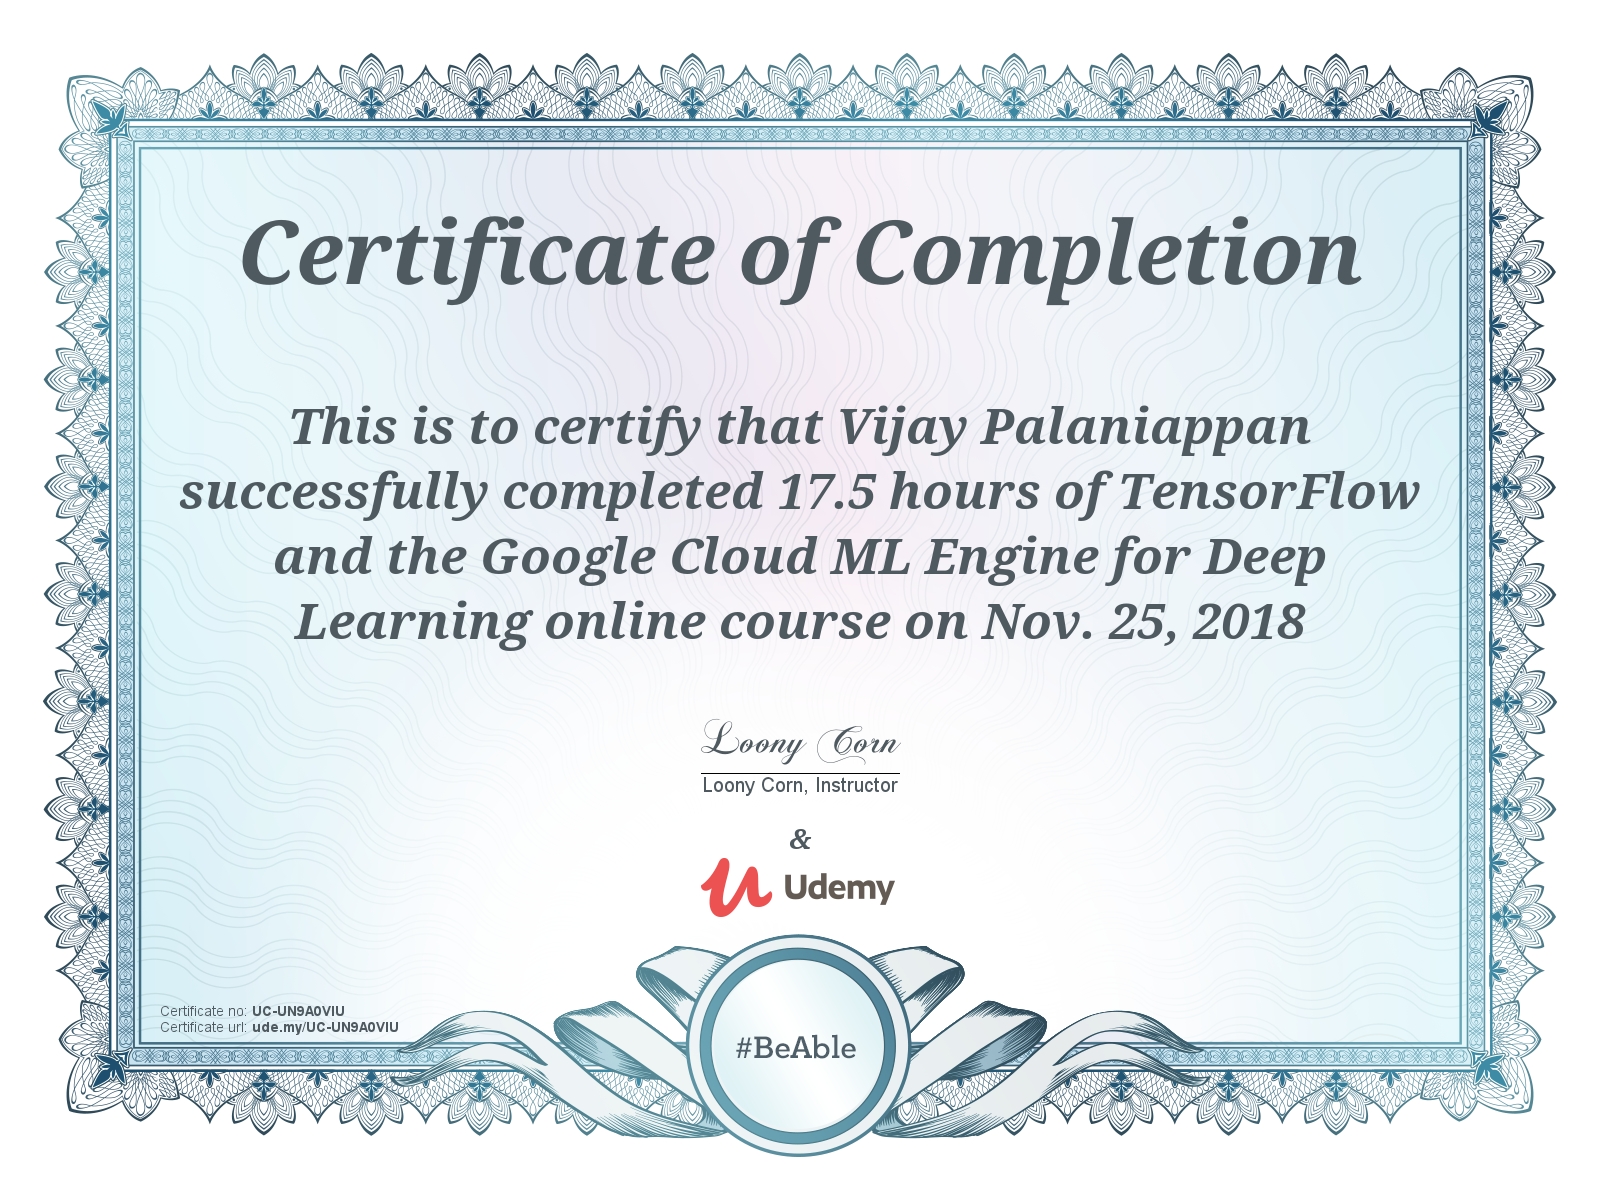 Certificate of Completion
This is to certify that Vijay Palaniappan
successfully completed 17.5 hours of TensorFlow
and the Google Cloud ML Engine for Deep
Learning online course on Nov. 25, 2018
Loony Corn
Loony Corn, Instructor
&
Udemy
Certificate no: UC-UN9A0VIU
Certificate url: ude.my/UC-UN9A0VIU
#BeAble